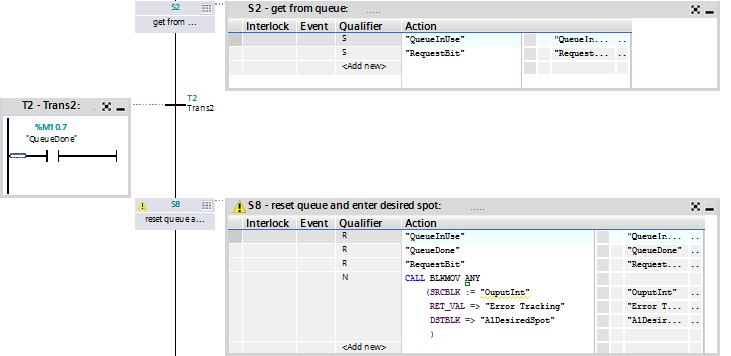 S2
get from ...
S2 - get from queue:
Interlock Event Qualifier Action
S "QueueInUse" "QueueIn... ..
S "RequestBit" "Request... ..
<Add new>
T2
Trans2
T2 - Trans2:
%M10.7
"QueueDone"
S8
reset queue a...
S8 - reset queue and enter desired spot:
Interlock Event Qualifier Action
R "QueueInUse" "QueueIn... ..
R "QueueDone" "QueueDone" ..
R "RequestBit" "Request... ..
N CALL BLKMOV ANY
(SRCBLK := "OuputInt" "OuputInt" ..
RET_VAL => "Error Tracking" "Error T... ..
DSTBLK => "A1DesiredSpot" "A1Desir... ..
)
<Add new>